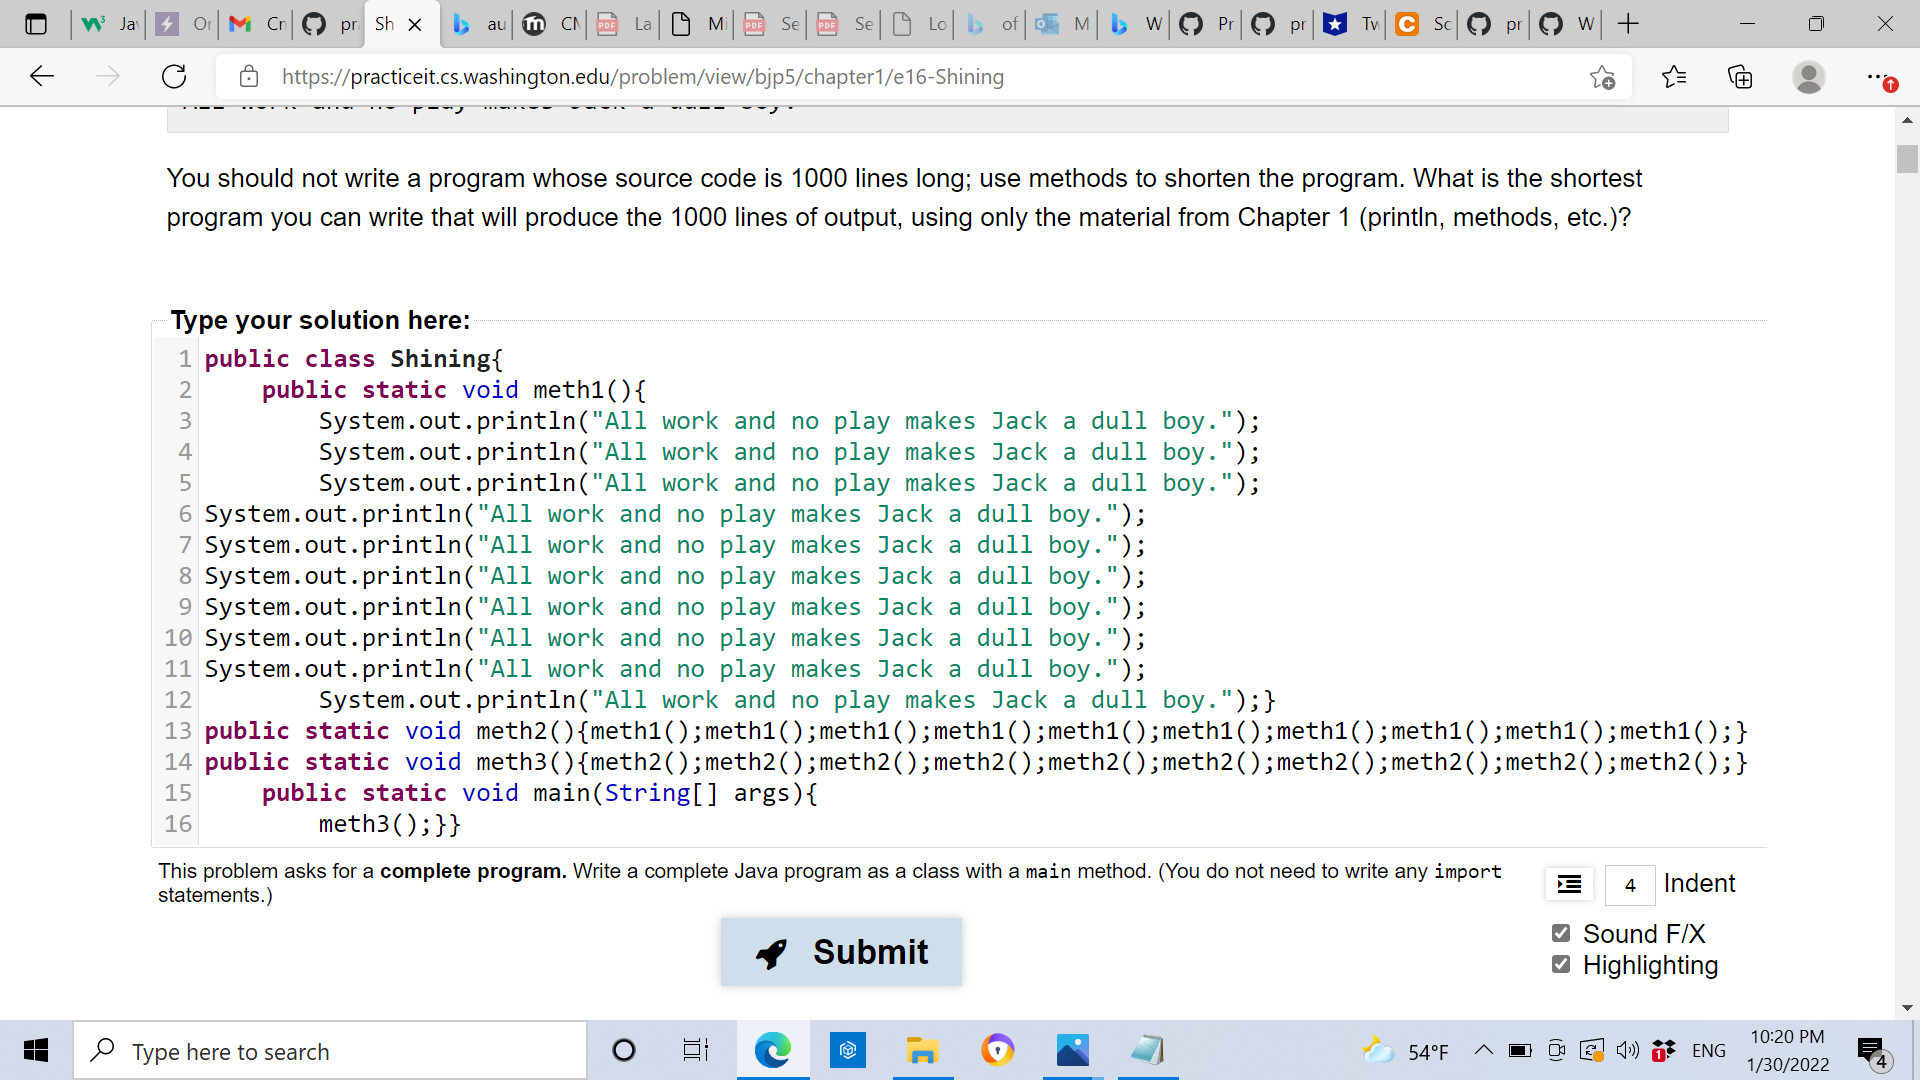 Ja
Or
Cr
pr
Sh
au
CM
La
Mi
Se
Se
Lo
of
M
W
Pr
pr
Tv
Sc
pr
W
https://practiceit.cs.washington.edu/problem/view/bjp5/chapter1/e16-Shining
All work and no play makes Jack a dull boy.
You should not write a program whose source code is 1000 lines long; use methods to shorten the program. What is the shortest
program you can write that will produce the 1000 lines of output, using only the material from Chapter 1 (println, methods, etc.)?
Type your solution here:
1 public class Shining{
2     public static void meth1(){
3         System.out.println("All work and no play makes Jack a dull boy.");
4         System.out.println("All work and no play makes Jack a dull boy.");
5         System.out.println("All work and no play makes Jack a dull boy.");
6 System.out.println("All work and no play makes Jack a dull boy.");
7 System.out.println("All work and no play makes Jack a dull boy.");
8 System.out.println("All work and no play makes Jack a dull boy.");
9 System.out.println("All work and no play makes Jack a dull boy.");
10 System.out.println("All work and no play makes Jack a dull boy.");
11 System.out.println("All work and no play makes Jack a dull boy.");
12         System.out.println("All work and no play makes Jack a dull boy.");}
13 public static void meth2(){meth1();meth1();meth1();meth1();meth1();meth1();meth1();meth1();meth1();meth1();}
14 public static void meth3(){meth2();meth2();meth2();meth2();meth2();meth2();meth2();meth2();meth2();meth2();}
15     public static void main(String[] args){
16         meth3();}}
This problem asks for a complete program. Write a complete Java program as a class with a main method. (You do not need to write any import
statements.)
4 Indent
Submit
Sound F/X
Highlighting
Type here to search
54°F
1
ENG
10:20 PM
1/30/2022
4